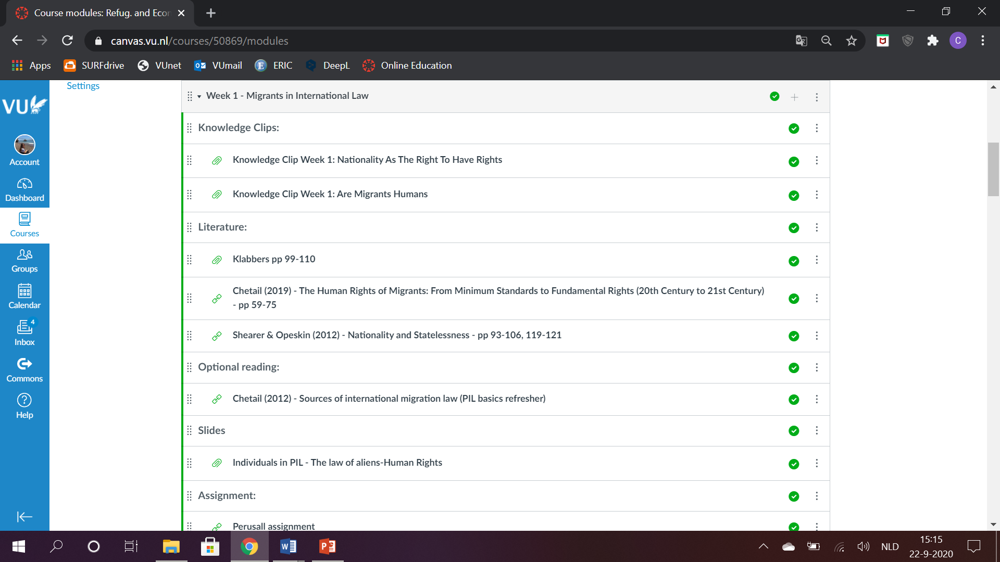 Course modules: Refug. and Econ
canvas.vu.nl/courses/50869/modules
C
Apps
SURFdrive
VUnet
VUmail
ERIC
DeepL
Online Education
VU
Account
Dashboard
Courses
Groups
Calendar
4
Inbox
Commons
Help
Settings
Week 1 - Migrants in International Law
Knowledge Clips:
Knowledge Clip Week 1: Nationality As The Right To Have Rights
Knowledge Clip Week 1: Are Migrants Humans
Literature:
Klabbers pp 99-110
Chetail (2019) - The Human Rights of Migrants: From Minimum Standards to Fundamental Rights (20th Century to 21st Century)
- pp 59-75
Shearer & Opeskin (2012) - Nationality and Statelessness - pp 93-106, 119-121
Optional reading:
Chetail (2012) - Sources of international migration law (PIL basics refresher)
Slides
Individuals in PIL - The law of aliens-Human Rights
Assignment:
Perusall assignment
NLD
15:15
22-9-2020